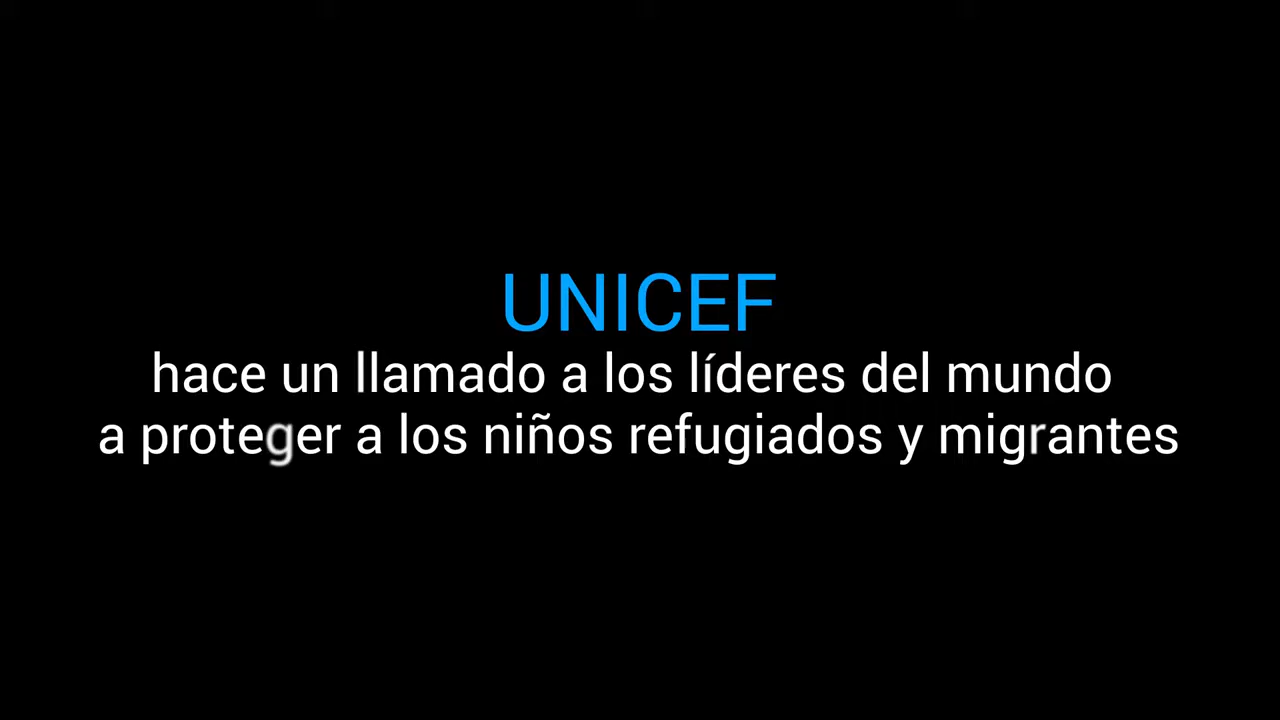 UNICEF
hace un llamado a los líderes del mundo
a proteger a los niños refugiados y migrantes